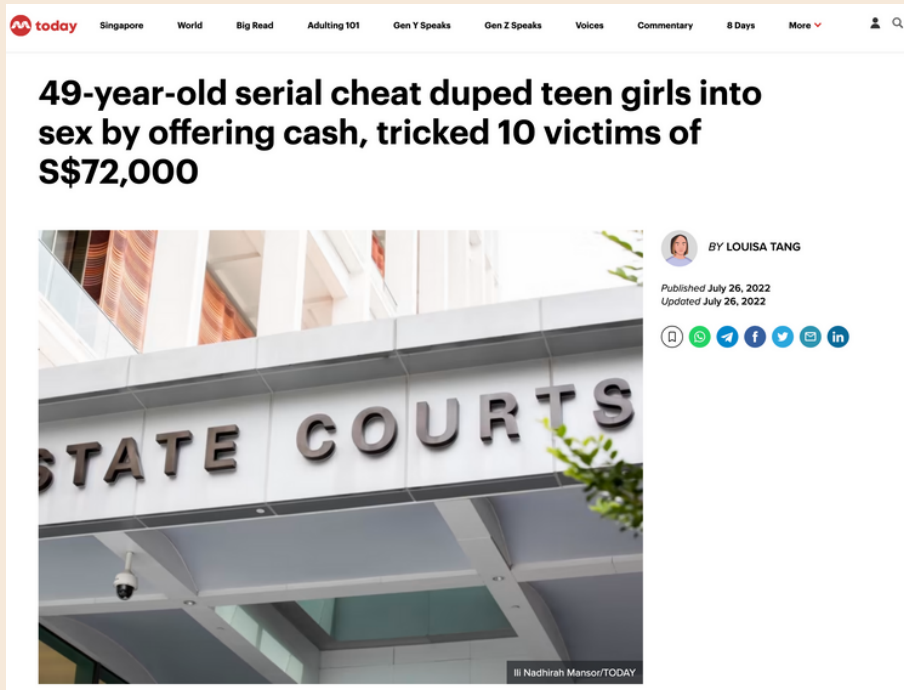 today
Singapore
World
Big Read
Adulting 101
Gen Y Speaks
Gen Z Speaks
Voices
Commentary
8 Days
More
49-year-old serial cheat duped teen girls into
sex by offering cash, tricked 10 victims of
S$72,000
BY LOUISA TANG
Published July 26, 2022
Updated July 26, 2022
f
in
STATE COURTS
Ili Nadhirah Mansor/TODAY